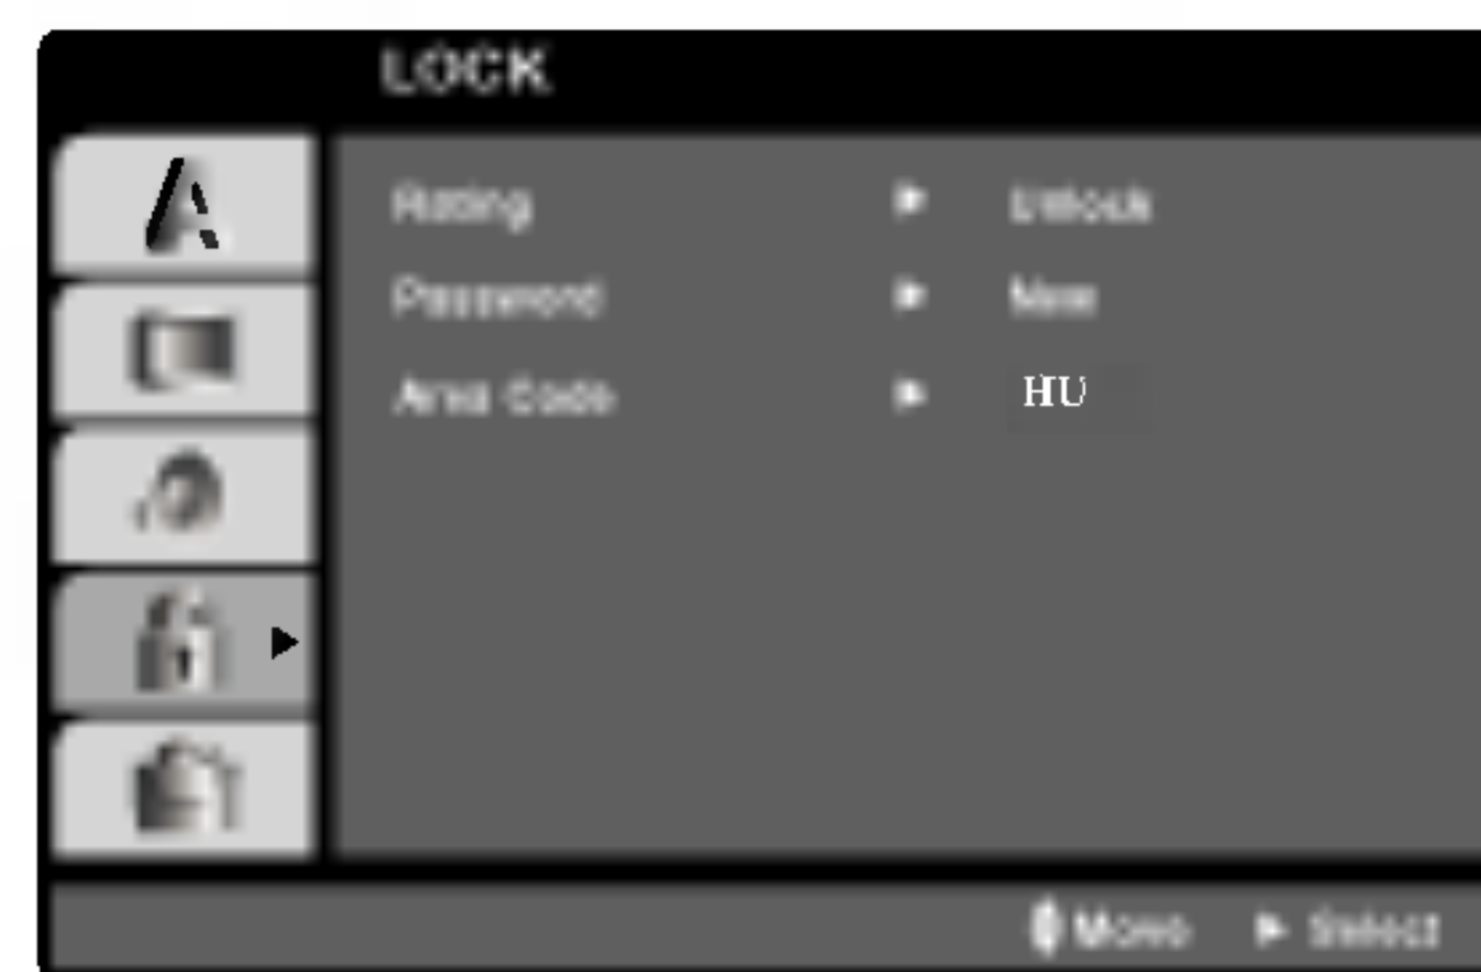 LOCK
Rating ► Unlock
Password ► New
Area Code ► HU
Move ► Select